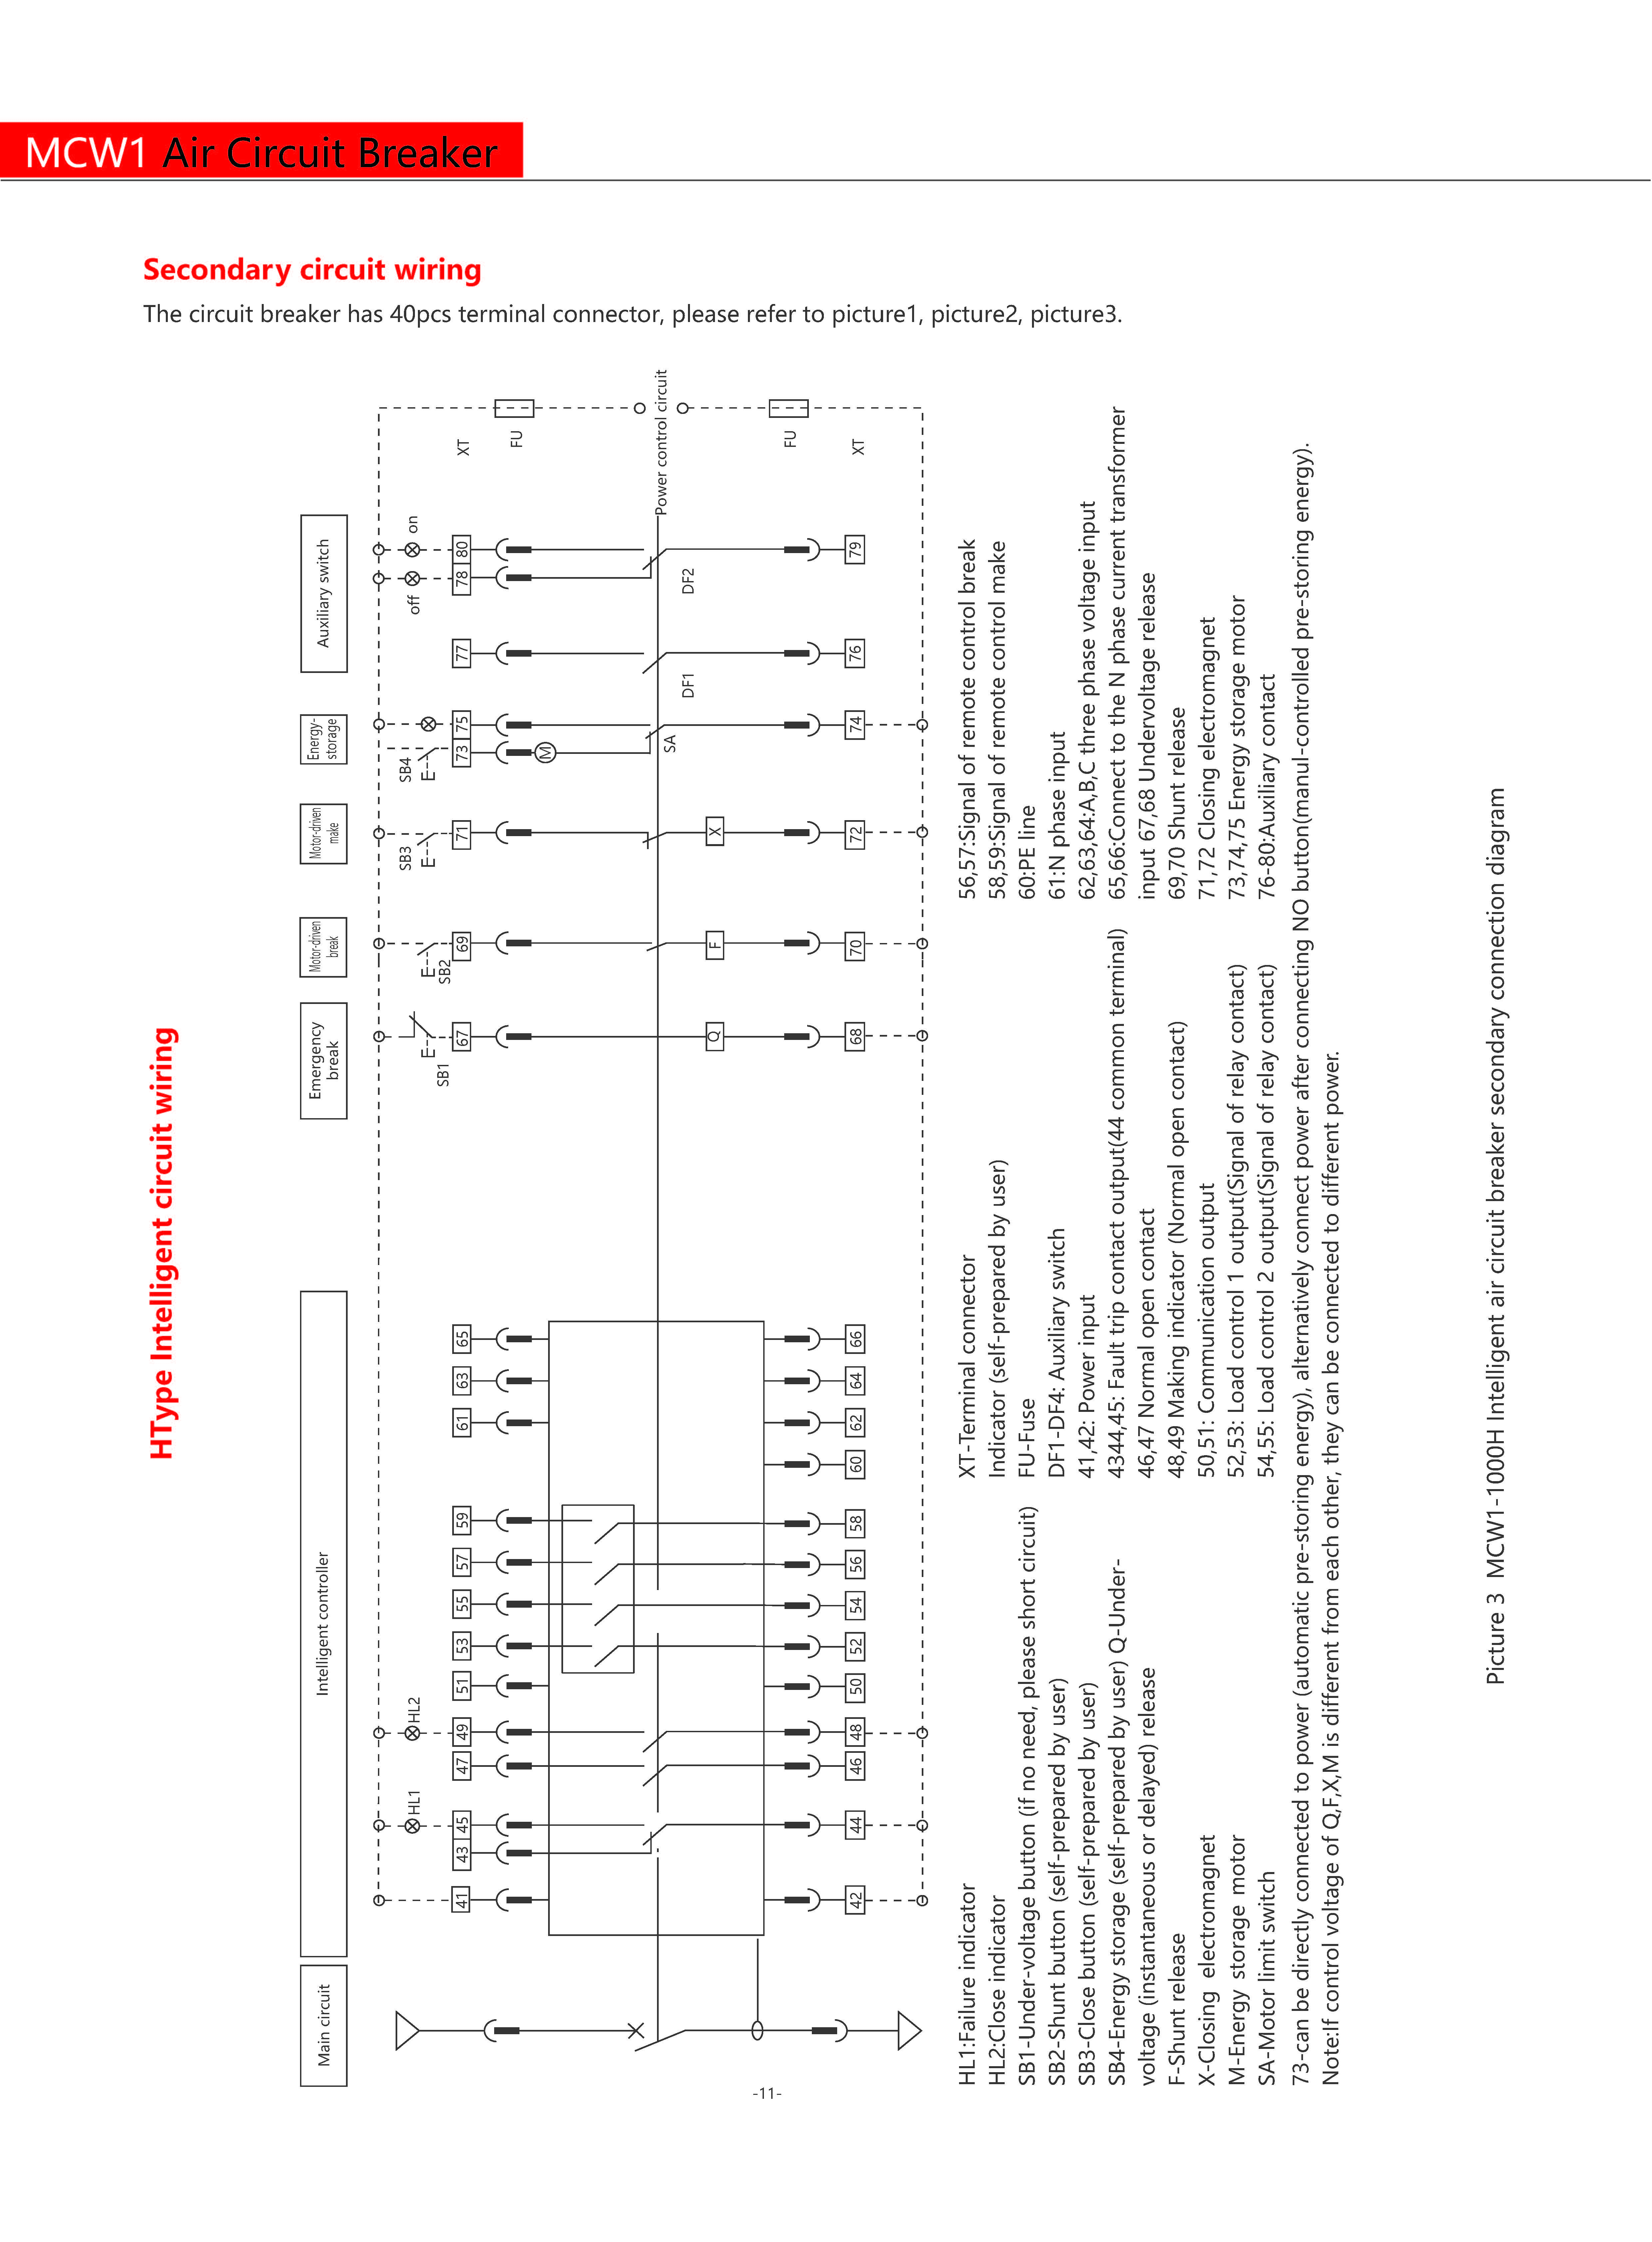 MCW1 Air Circuit Breaker
Secondary circuit wiring
The circuit breaker has 40pcs terminal connector, please refer to picture1, picture2, picture3.
HType Intelligent circuit wiring
Main circuit
Intelligent controller
Emergency
break
Motor-driven
break
Motor-driven
make
Energy-
storage
Auxiliary switch
HL1
HL2
SB1
SB2
SB3
SB4
off
on
41
43
45
47
49
51
53
55
57
59
61
63
65
67
69
71
73
75
77
78
80
XT
FU
M
Q
F
X
SA
DF1
DF2
Power control circuit
FU
XT
42
44
46
48
50
52
54
56
58
60
62
64
66
68
70
72
74
76
79
HL1:Failure indicator
HL2:Close indicator
SB1-Under-voltage button (if no need, please short circuit)
SB2-Shunt button (self-prepared by user)
SB3-Close button (self-prepared by user)
SB4-Energy storage (self-prepared by user) Q-Under-
voltage (instantaneous or delayed) release
F-Shunt release
X-Closing electromagnet
M-Energy storage motor
SA-Motor limit switch
XT-Terminal connector
Indicator (self-prepared by user)
FU-Fuse
DF1-DF4: Auxiliary switch
41,42: Power input
4344,45: Fault trip contact output(44 common terminal)
46,47 Normal open contact
48,49 Making indicator (Normal open contact)
50,51: Communication output
52,53: Load control 1 output(Signal of relay contact)
54,55: Load control 2 output(Signal of relay contact)
56,57:Signal of remote control break
58,59:Signal of remote control make
60:PE line
61:N phase input
62,63,64:A,B,C three phase voltage input
65,66:Connect to the N phase current transformer
input 67,68 Undervoltage release
69,70 Shunt release
71,72 Closing electromagnet
73,74,75 Energy storage motor
76-80:Auxiliary contact
73-can be directly connected to power (automatic pre-storing energy), alternatively connect power after connecting NO button(manul-controlled pre-storing energy).
Note:If control voltage of Q,F,X,M is different from each other, they can be connected to different power.
Picture 3 MCW1-1000H Intelligent air circuit breaker secondary connection diagram
-11-